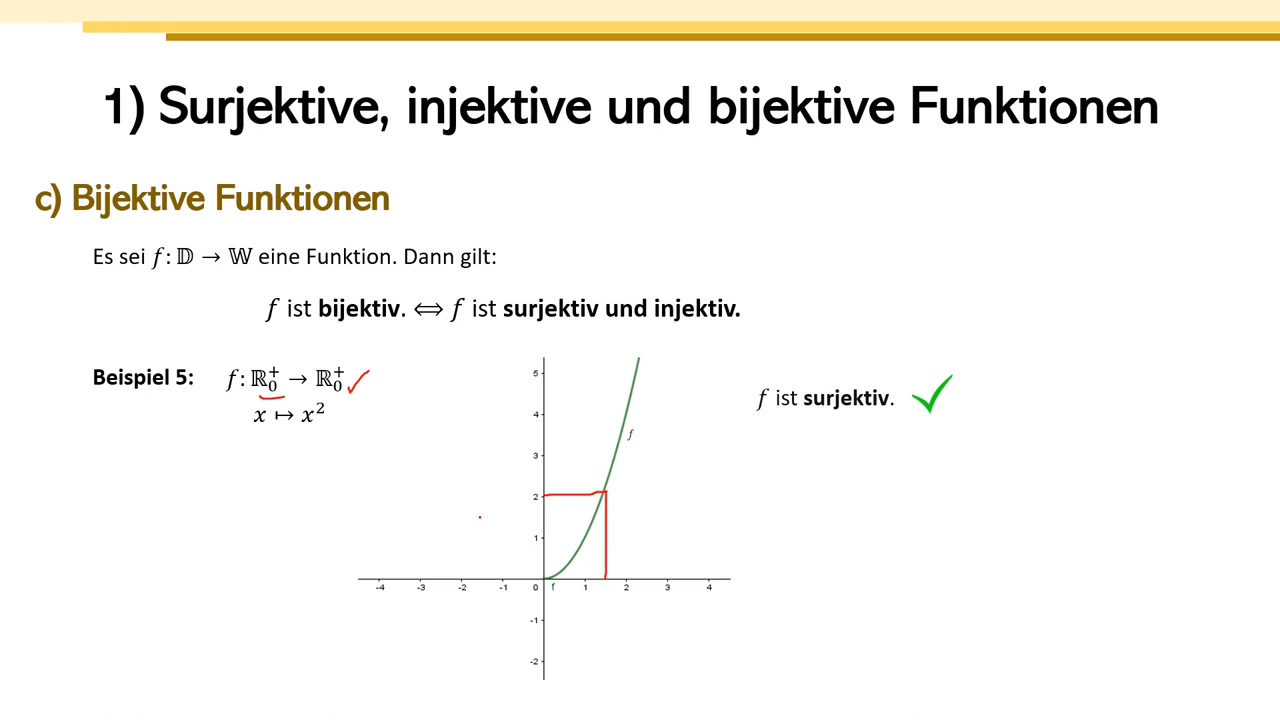 1) Surjektive, injektive und bijektive Funktionen
c) Bijektive Funktionen
Es sei f: 𝔻 → 𝕎 eine Funktion. Dann gilt:
f ist bijektiv. ⟺ f ist surjektiv und injektiv.
Beispiel 5: f: ℝ₀⁺ → ℝ₀⁺
x ↦ x²
f ist surjektiv.
5
4
f
3
2
1
-4 -3 -2 -1 0 f 1 2 3 4
-1
-2